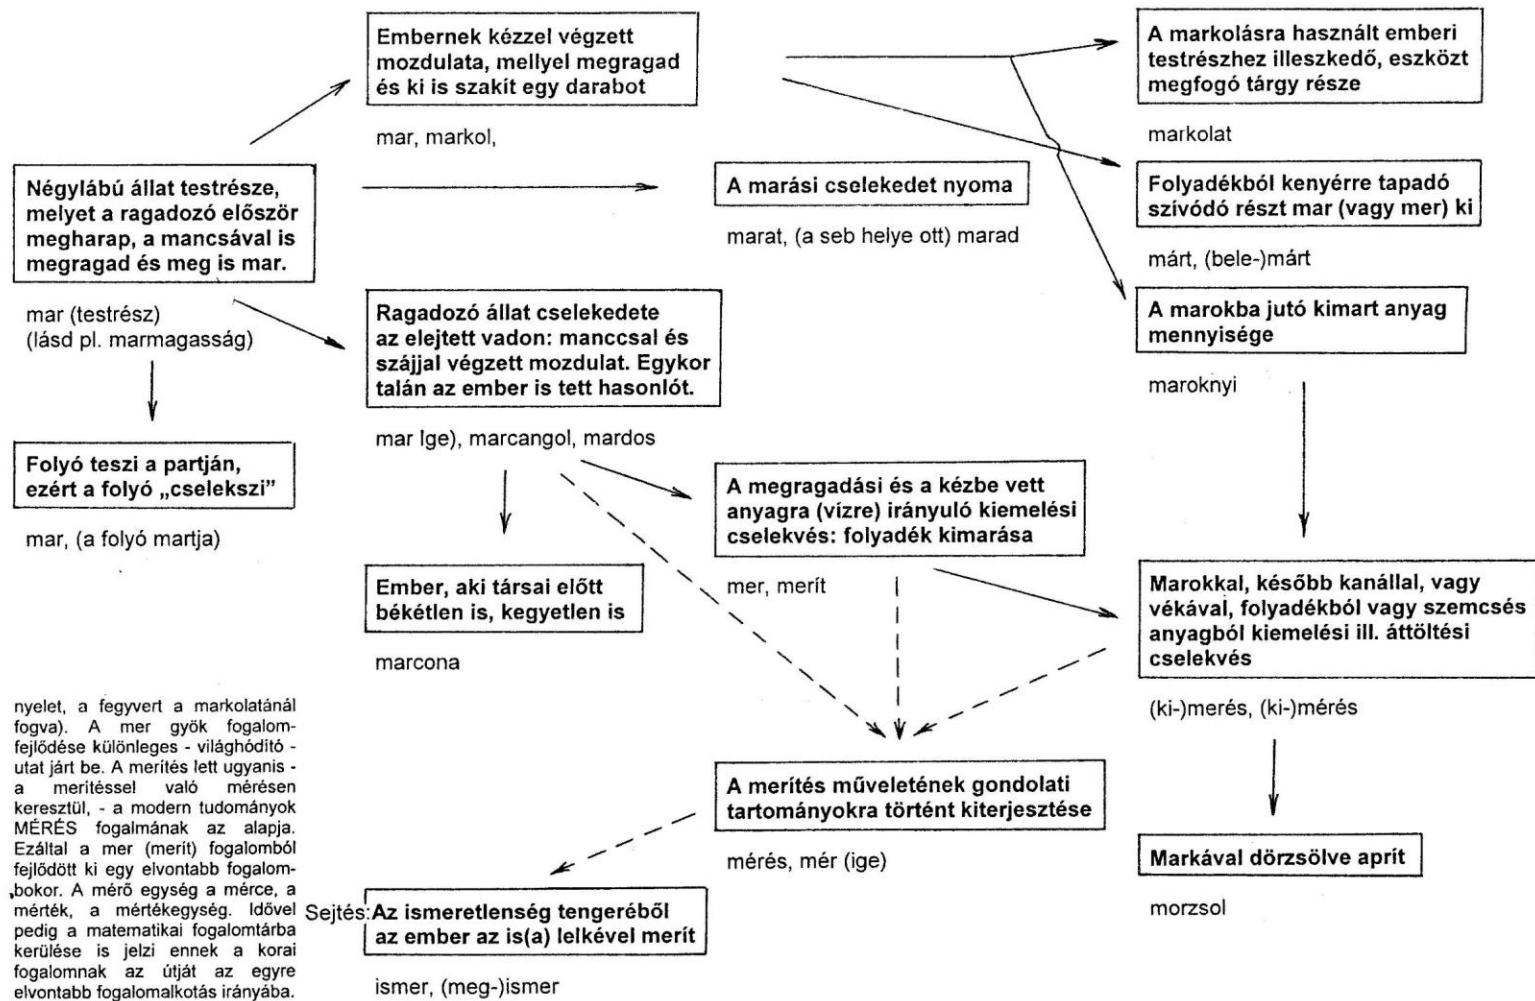 Embernek kézzel végzett
mozdulata, mellyel megragad
és ki is szakít egy darabot
mar, markol,
A markolásra használt emberi
testrészhez illeszkedő, eszközt
megfogó tárgy része
markolat
Négylábú állat testrésze,
melyet a ragadozó először
megharap, a mancsával is
megragad és meg is mar.
mar (testrész)
(lásd pl. marmagasság)
A marási cselekedet nyoma
marat, (a seb helye ott) marad
Folyadékból kenyérre tapadó
szívódó részt mar (vagy mer) ki
márt, (bele-)márt
Ragadozó állat cselekedete
az elejtett vadon: manccsal és
szájjal végzett mozdulat. Egykor
talán az ember is tett hasonlót.
mar Ige), marcangol, mardos
A marokba jutó kimart anyag
mennyisége
maroknyi
Folyó teszi a partján,
ezért a folyó „cselekszi”
mar, (a folyó martja)
A megragadási és a kézbe vett
anyagra (vízre) irányuló kiemelési
cselekvés: folyadék kimarása
mer, merít
Ember, aki társai előtt
békétlen is, kegyetlen is
marcona
Marokkal, később kanállal, vagy
vékával, folyadékból vagy szemcsés
anyagból kiemelési ill. áttöltési
cselekvés
(ki-)merés, (ki-)mérés
nyelet, a fegyvert a markolatánál
fogva). A mer gyök fogalom-
fejlődése különleges - világhódító -
utat járt be. A merítés lett ugyanis -
a merítéssel való mérésen
keresztül, - a modern tudományok
MÉRÉS fogalmának az alapja.
Ezáltal a mer (merít) fogalomból
fejlődött ki egy elvontabb fogalom-
bokor. A mérő egység a mérce, a
mérték, a mértékegység. Idővel
pedig a matematikai fogalomtárba
kerülése is jelzi ennek a korai
fogalomnak az útját az egyre
elvontabb fogalomalkotás irányába.
A merítés műveletének gondolati
tartományokra történt kiterjesztése
mérés, mér (ige)
Markával dörzsölve aprít
morzsol
Sejtés: Az ismeretlenség tengeréből
az ember az is(a) lelkével merít
ismer, (meg-)ismer